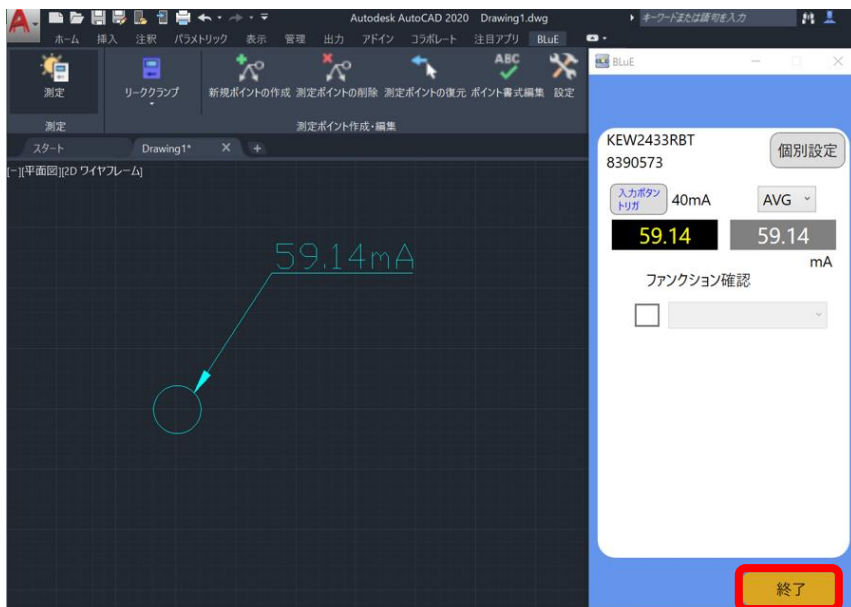 Autodesk AutoCAD 2020 Drawing1.dwg
キーワードまたは語句を入力
ホーム 挿入 注釈 パラメトリック 表示 管理 出力 アドイン コラボレート 注目アプリ BLuE
測定
リーククランプ
新規ポイントの作成 測定ポイントの削除 測定ポイントの復元 ポイント書式編集 設定
ABC
測定
測定ポイント作成・編集
スタート Drawing1* X +
[−][平面図][2D ワイヤフレーム]
59.14mA
BLuE
KEW2433RBT
8390573
個別設定
入力ボタン
トリガ
40mA
AVG
59.14
59.14
mA
ファンクション確認
終了